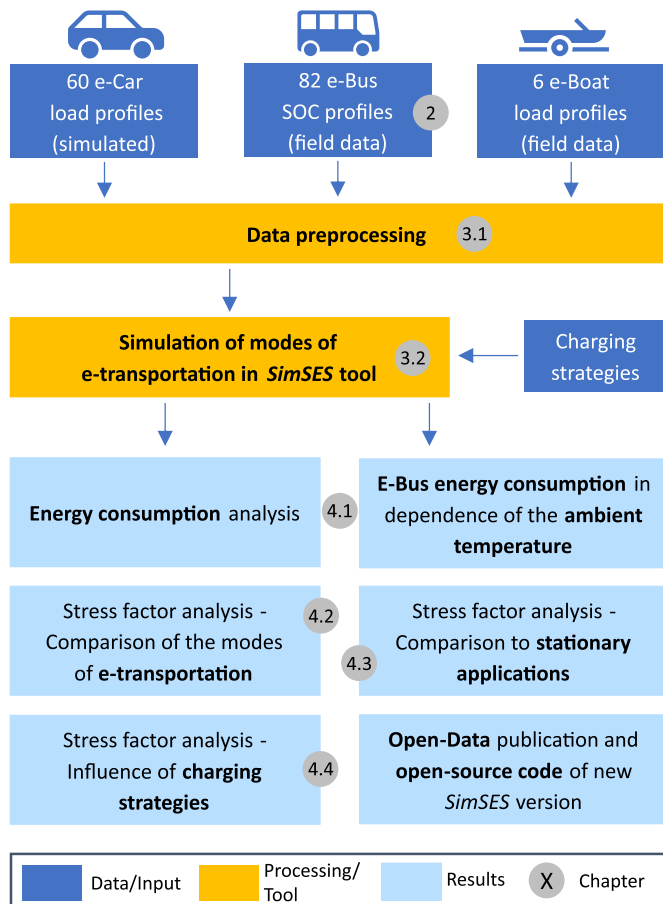 60 e-Car
load profiles
(simulated)
82 e-Bus
SOC profiles
(field data)
2
6 e-Boat
load profiles
(field data)
Data preprocessing
3.1
Simulation of modes of
e-transportation in SimSES tool
3.2
Charging
strategies
Energy consumption analysis
4.1
E-Bus energy consumption in
dependence of the ambient
temperature
Stress factor analysis -
Comparison of the modes
of e-transportation
4.2
4.3
Stress factor analysis -
Comparison to stationary
applications
Stress factor analysis -
Influence of charging
strategies
4.4
Open-Data publication and
open-source code of new
SimSES version
Data/Input
Processing/
Tool
Results
X
Chapter